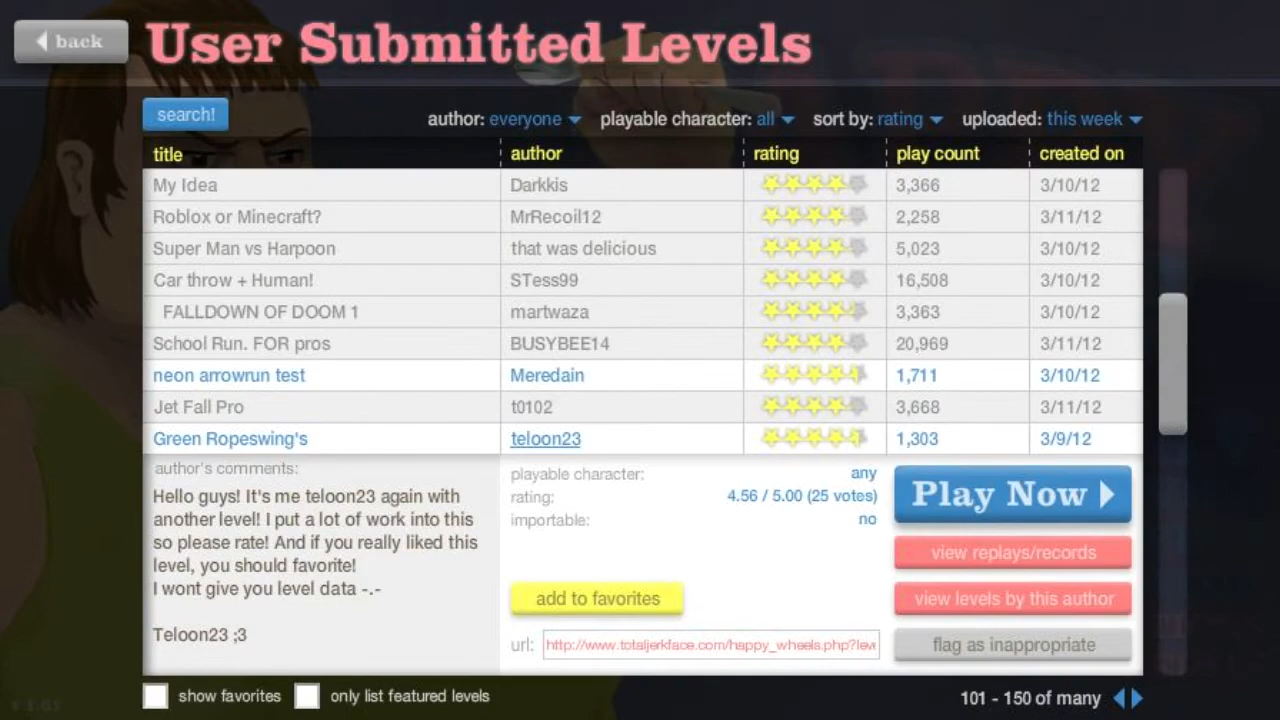 back
User Submitted Levels
search!
author: everyone playable character: all sort by: rating uploaded: this week
title author rating play count created on
My Idea Darkkis 3,366 3/10/12
Roblox or Minecraft? MrRecoil12 2,258 3/11/12
Super Man vs Harpoon that was delicious 5,023 3/10/12
Car throw + Human! STess99 16,508 3/10/12
FALLDOWN OF DOOM 1 martwaza 3,363 3/10/12
School Run. FOR pros BUSYBEE14 20,969 3/11/12
neon arrowrun test Meredain 1,711 3/10/12
Jet Fall Pro t0102 3,668 3/11/12
Green Ropeswing's teloon23 1,303 3/9/12
author's comments:
Hello guys! It's me teloon23 again with
another level! I put a lot of work into this
so please rate! And if you really liked this
level, you should favorite!
I wont give you level data -.-
Teloon23 ;3
playable character: any
rating: 4.56 / 5.00 (25 votes)
importable: no
add to favorites
url: http://www.totaljerkface.com/happy_wheels.php?lev
Play Now
view replays/records
view levels by this author
flag as inappropriate
show favorites only list featured levels
101 - 150 of many